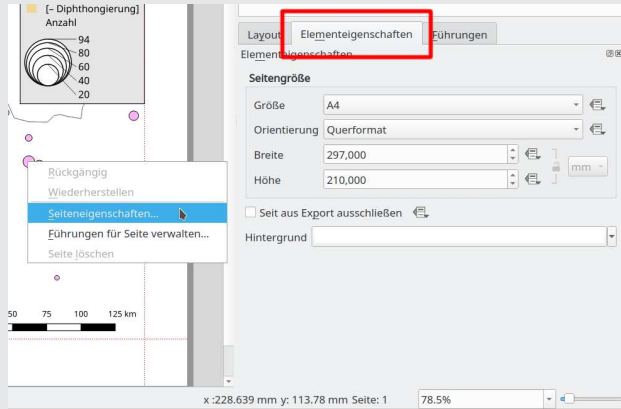 [– Diphthongierung]
Anzahl
94
80
60
40
20
Rückgängig
Wiederherstellen
Seiteneigenschaften...
Führungen für Seite verwalten...
Seite löschen
50 75 100 125 km
Layout Elementeigenschaften Führungen
Elementeigenschaften
Seitengröße
Größe A4
Orientierung Querformat
Breite 297,000
mm
Höhe 210,000
Seit aus Export ausschließen
Hintergrund
x :228.639 mm y: 113.78 mm Seite: 1 78.5%